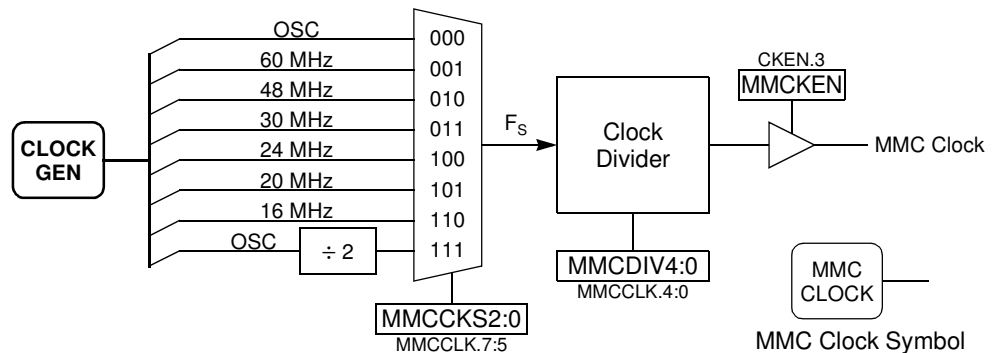 CLOCK
GEN
OSC
60 MHz
48 MHz
30 MHz
24 MHz
20 MHz
16 MHz
OSC
÷ 2
000
001
010
011
100
101
110
111
MMCCKS2:0
MMCCLK.7:5
FS
Clock
Divider
MMCDIV4:0
MMCCLK.4:0
CKEN.3
MMCKEN
MMC Clock
MMC
CLOCK
MMC Clock Symbol